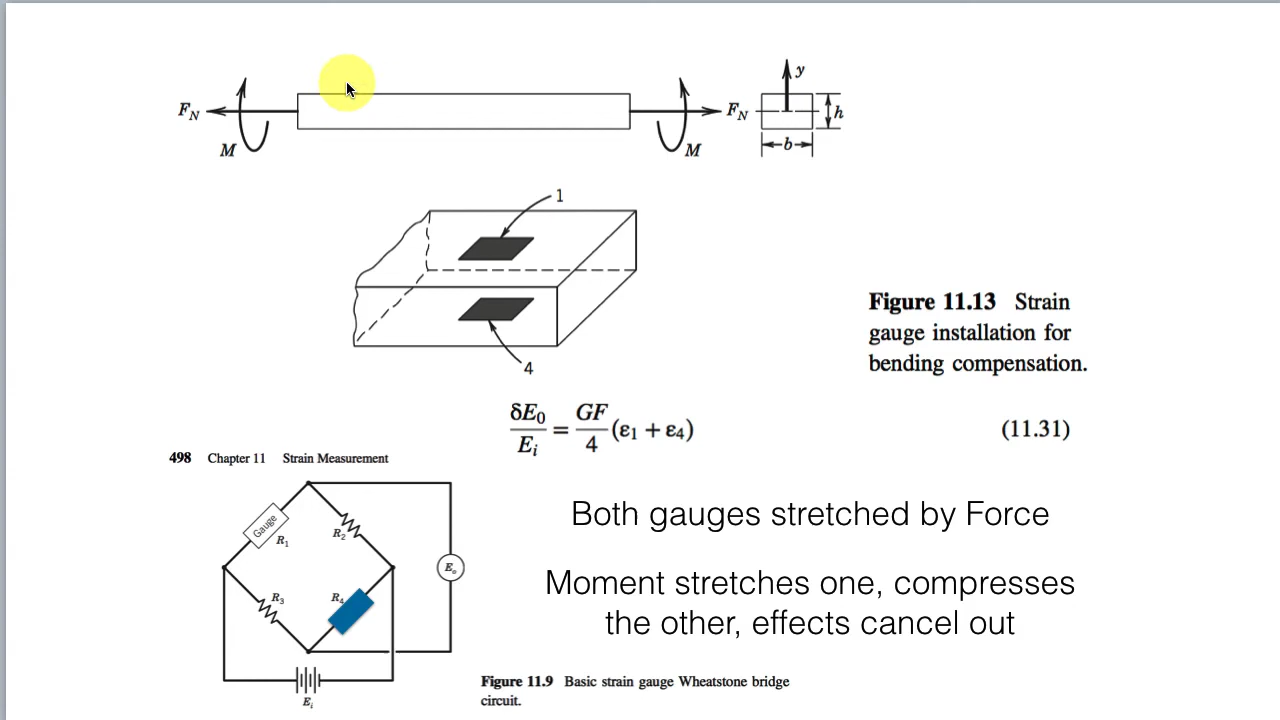 F_N M M F_N y h b
1
4
Figure 11.13 Strain
gauge installation for
bending compensation.
δE₀/Eᵢ = GF/4 (ε₁ + ε₄) (11.31)
498 Chapter 11 Strain Measurement
Gauge
R₁
R₂
R₃
R₄
Eₒ
Eᵢ
Both gauges stretched by Force
Moment stretches one, compresses
the other, effects cancel out
Figure 11.9 Basic strain gauge Wheatstone bridge
circuit.